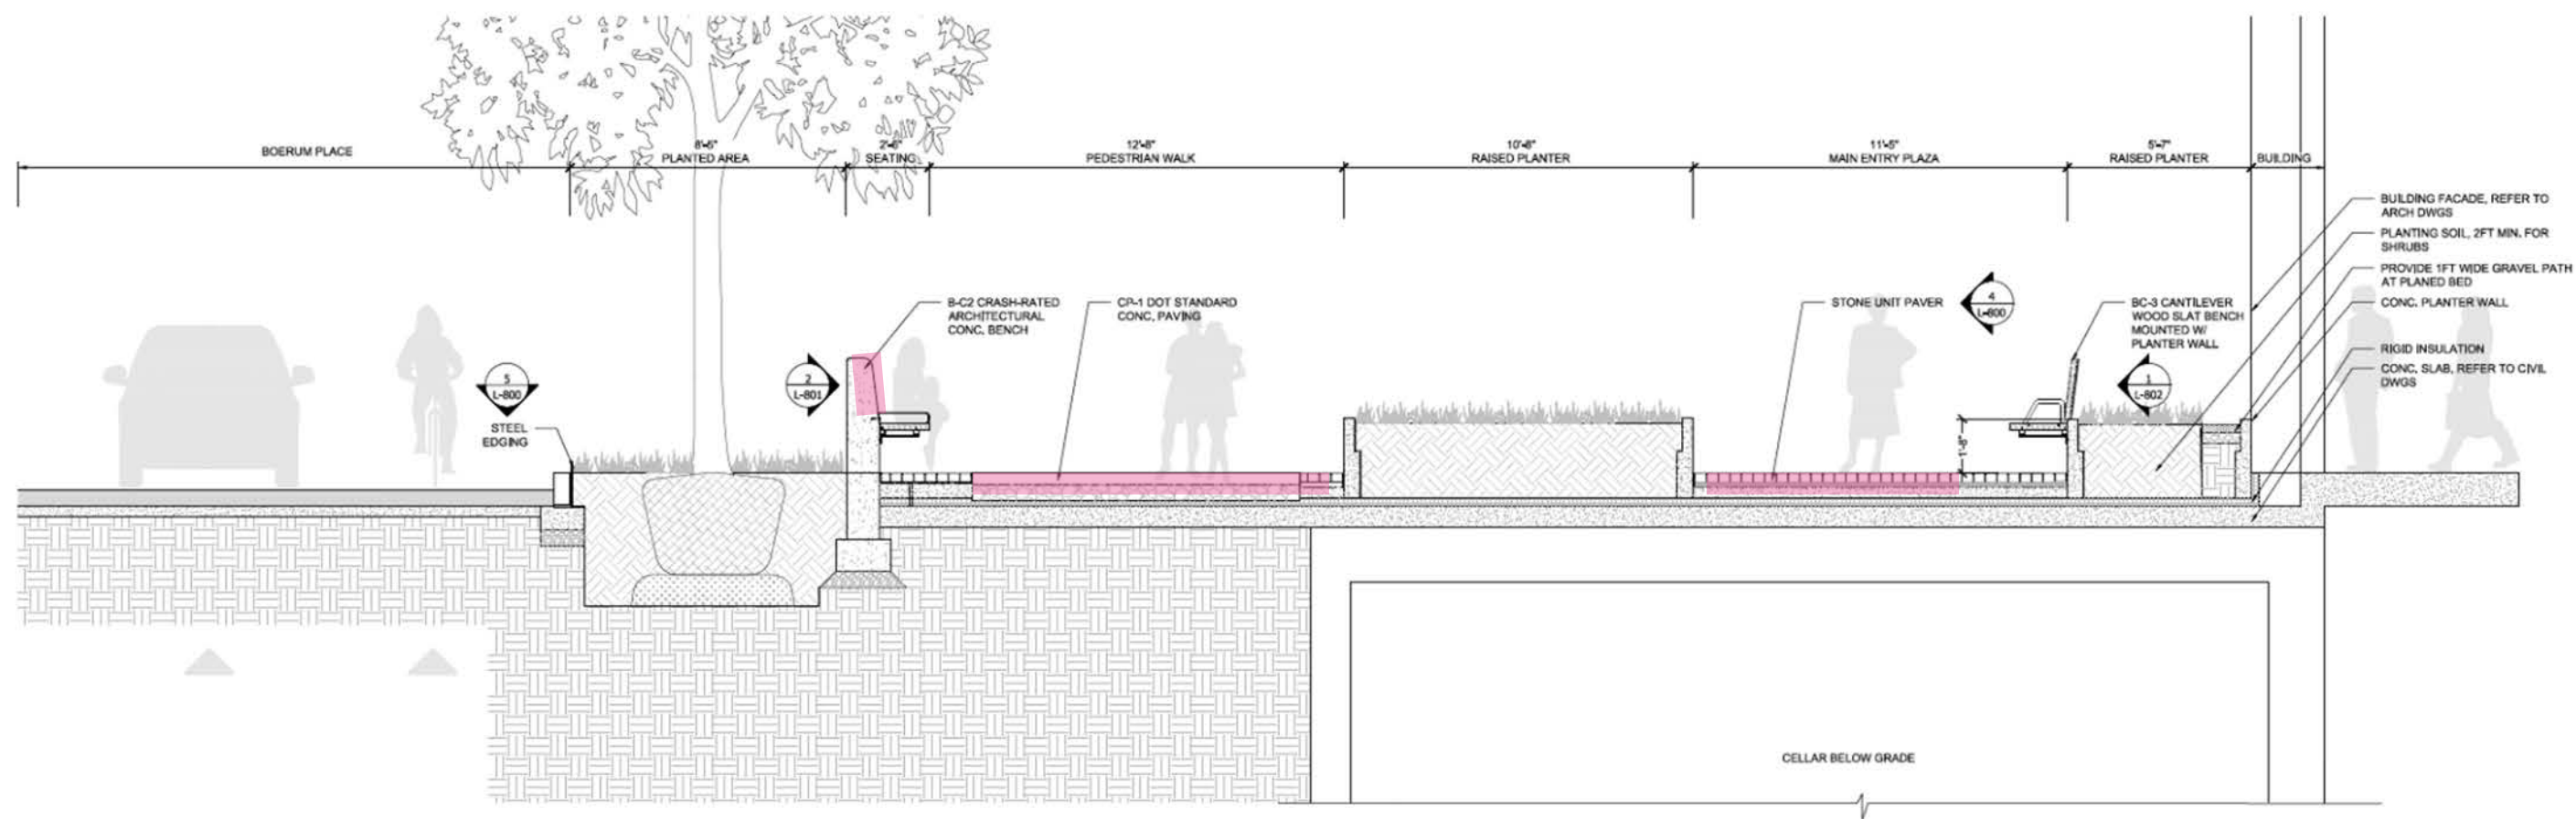 BOERUM PLACE
8'-6"
PLANTED AREA
2'-6"
SEATING
12'-8"
PEDESTRIAN WALK
10'-8"
RAISED PLANTER
11'-5"
MAIN ENTRY PLAZA
5'-7"
RAISED PLANTER
BUILDING
BUILDING FACADE, REFER TO
ARCH DWGS
PLANTING SOIL, 2FT MIN. FOR
SHRUBS
PROVIDE 1FT WIDE GRAVEL PATH
AT PLANED BED
CONC. PLANTER WALL
RIGID INSULATION
CONC. SLAB, REFER TO CIVIL
DWGS
B-C2 CRASH-RATED
ARCHITECTURAL
CONC. BENCH
CP-1 DOT STANDARD
CONC. PAVING
STONE UNIT PAVER
4
L-800
BC-3 CANTILEVER
WOOD SLAT BENCH
MOUNTED W/
PLANTER WALL
5
L-800
2
L-801
1
L-802
STEEL
EDGING
1'-8"
CELLAR BELOW GRADE